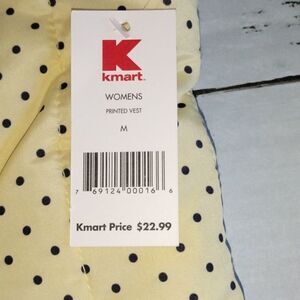 K
kmart.
WOMENS
PRINTED VEST
M
7 69124 00016 6
Kmart Price $22.99